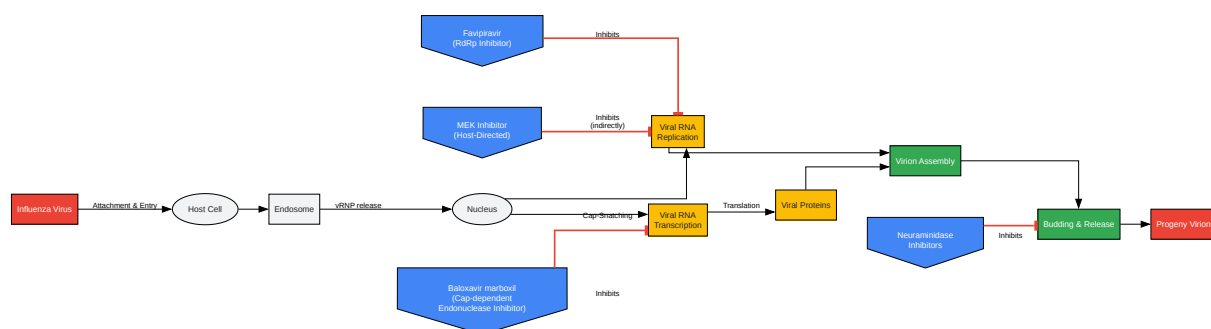 Favipiravir
(RdRp Inhibitor)
Inhibits
MEK Inhibitor
(Host-Directed)
Inhibits
(indirectly)
Viral RNA
Replication
Virion Assembly
Influenza Virus
Attachment & Entry
Host Cell
Endosome
vRNP release
Nucleus
Cap-Snatching
Viral RNA
Transcription
Translation
Viral Proteins
Neuraminidase
Inhibitors
Inhibits
Budding & Release
Progeny Virion
Baloxavir marboxil
(Cap-dependent
Endonuclease Inhibitor)
Inhibits